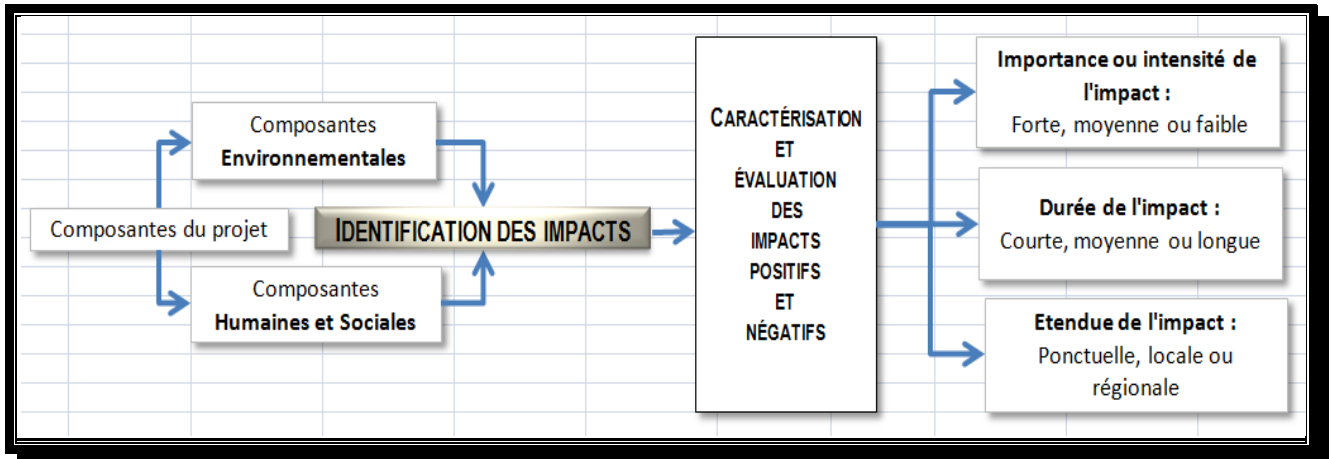 Composantes du projet
Composantes
Environnementales
Composantes
Humaines et Sociales
IDENTIFICATION DES IMPACTS
CARACTÉRISATION
ET
ÉVALUATION
DES
IMPACTS
POSITIFS
ET
NÉGATIFS
Importance ou intensité de
l'impact :
Forte, moyenne ou faible
Durée de l'impact :
Courte, moyenne ou longue
Etendue de l'impact :
Ponctuelle, locale ou
régionale